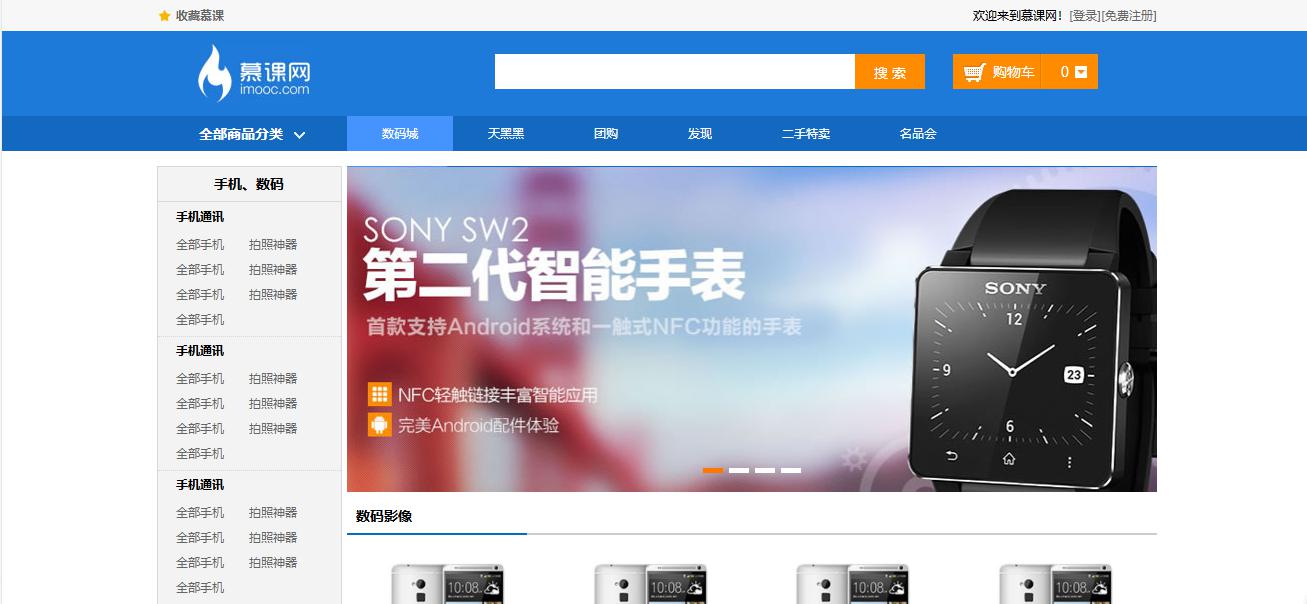 收藏慕课
欢迎来到慕课网！[登录][免费注册]
慕课网
imooc.com
搜 索
购物车 0
全部商品分类 数码城 天黑黑 团购 发现 二手特卖 名品会
手机、数码
手机通讯
全部手机 拍照神器
全部手机 拍照神器
全部手机 拍照神器
全部手机
手机通讯
全部手机 拍照神器
全部手机 拍照神器
全部手机 拍照神器
全部手机
手机通讯
全部手机 拍照神器
全部手机 拍照神器
全部手机 拍照神器
全部手机
SONY SW2
第二代智能手表
首款支持Android系统和一触式NFC功能的手表
NFC轻触链接丰富智能应用
完美Android配件体验
SONY
12
9
23
6
数码影像
10:08
10:08
10:08
10:08